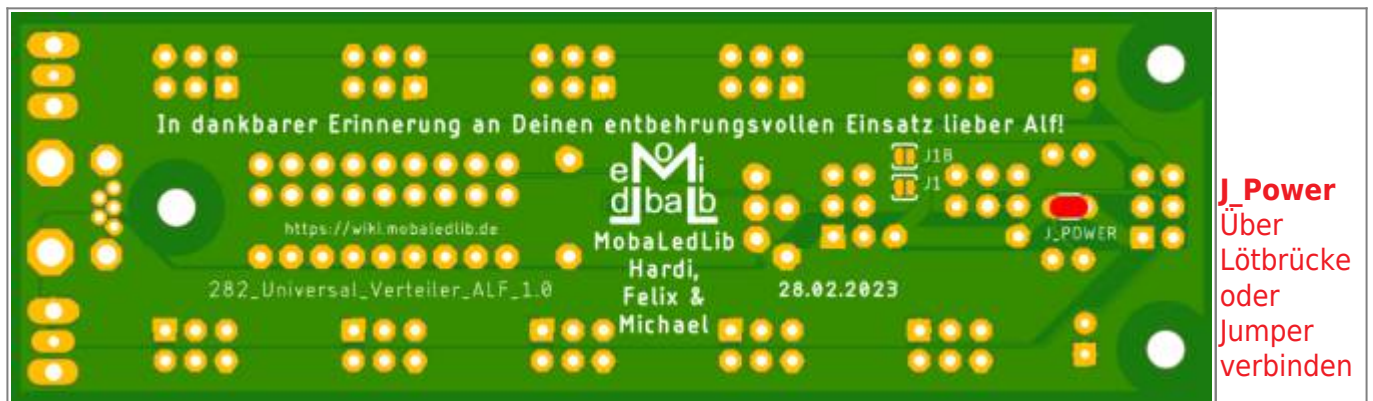 In dankbarer Erinnerung an Deinen entbehrungsvollen Einsatz lieber Alf!
J1B
J1
https://wiki.mobaledlib.de
J_POWER
MobaLedLib
Hardi,
Felix &
Michael
282_Universal_Verteiler_ALF_1.0
28.02.2023
J_Power
Über
Lötbrücke
oder
Jumper
verbinden